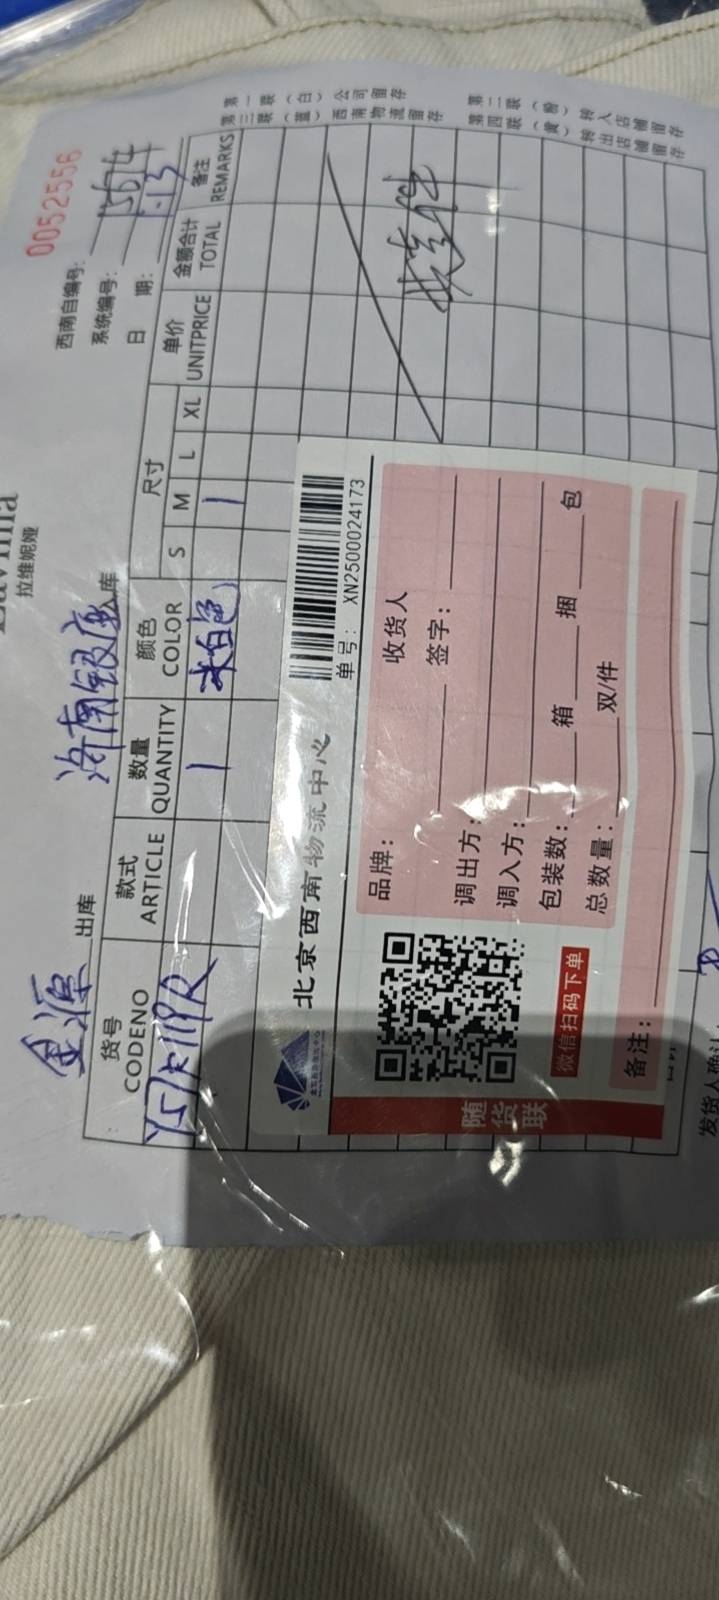 拉维妮娅
0052556
西南自编号:
系统编号: 15674
日 期: 1.13
金源 出库 济南银座 入库
货号 款式 数量 颜色 尺寸 单价 金额合计 备注
CODENO ARTICLE QUANTITY COLOR S M L XL UNITPRICE TOTAL REMARKS
1 米白色 1
第一联(白)公司留存
第三联(蓝)西南物流留存
第二联(粉)转入店铺留存
第四联(黄)转出店铺留存
北京西南物流中心
单号: XN2500024173
品牌: 收货人
签字:
调出方:
调入方:
包装数: 箱 捆 包
总数量: 双/件
微信扫码下单
备注:
随货联
发货人确认